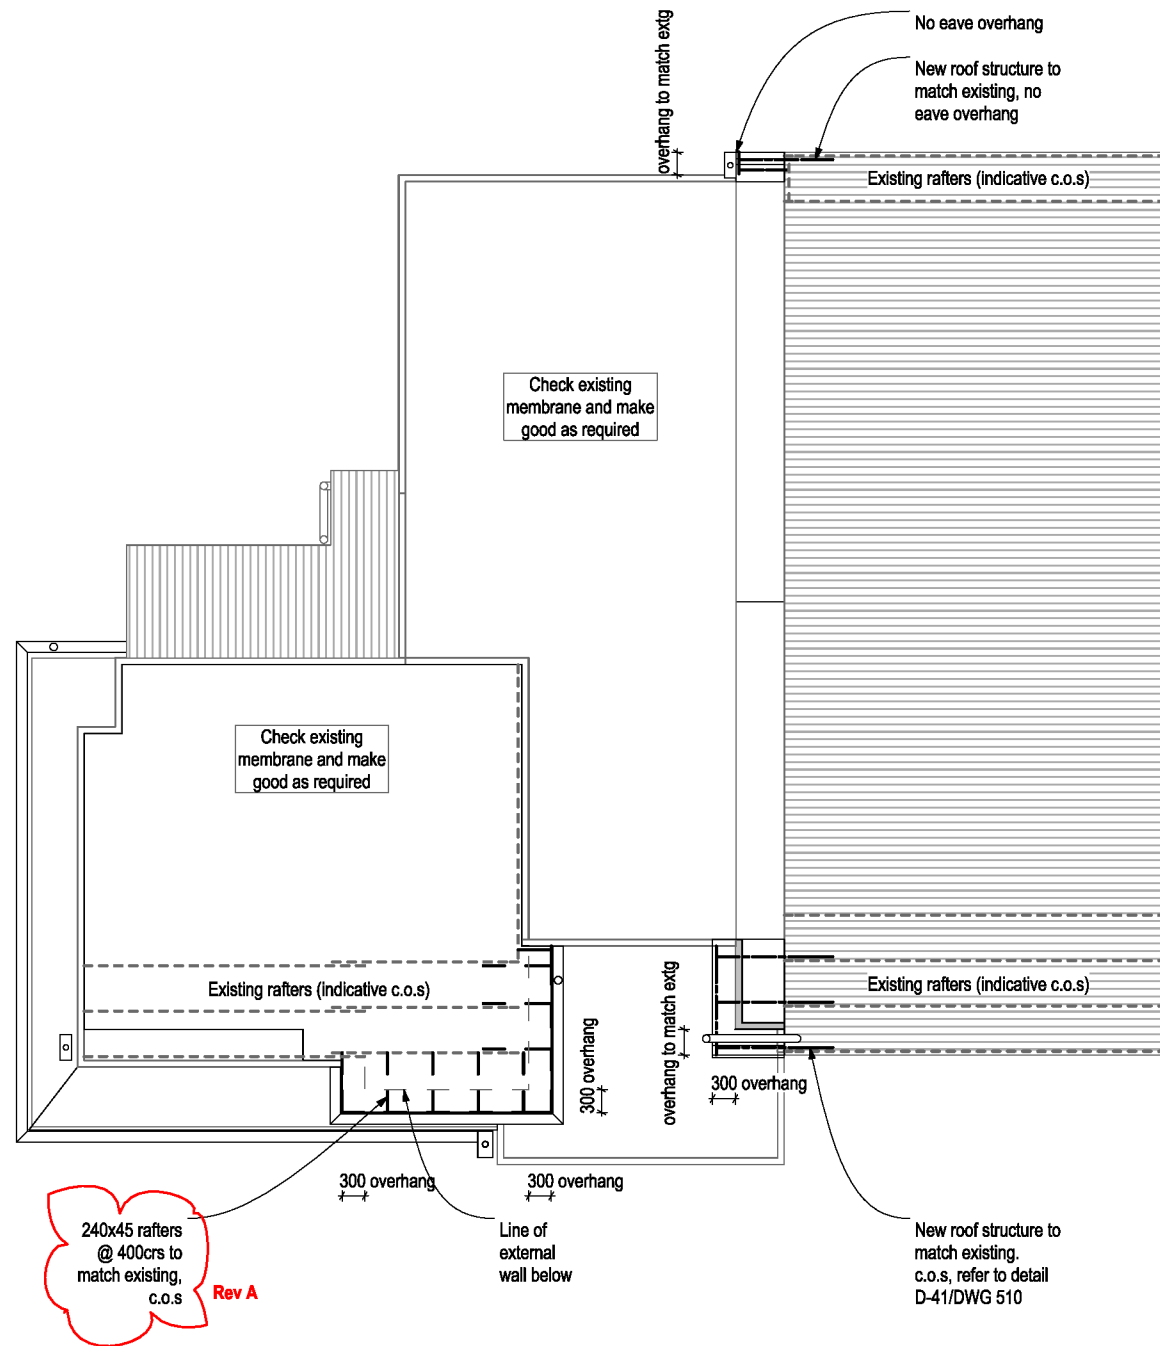 No eave overhang
New roof structure to
match existing, no
eave overhang
overhang to match extg
Existing rafters (indicative c.o.s)
Check existing
membrane and make
good as required
Check existing
membrane and make
good as required
Existing rafters (indicative c.o.s)
Existing rafters (indicative c.o.s)
overhang to match extg
300 overhang
300 overhang
300 overhang
300 overhang
240x45 rafters
@ 400crs to
match existing,
c.o.s
Rev A
Line of
external
wall below
New roof structure to
match existing.
c.o.s, refer to detail
D-41/DWG 510